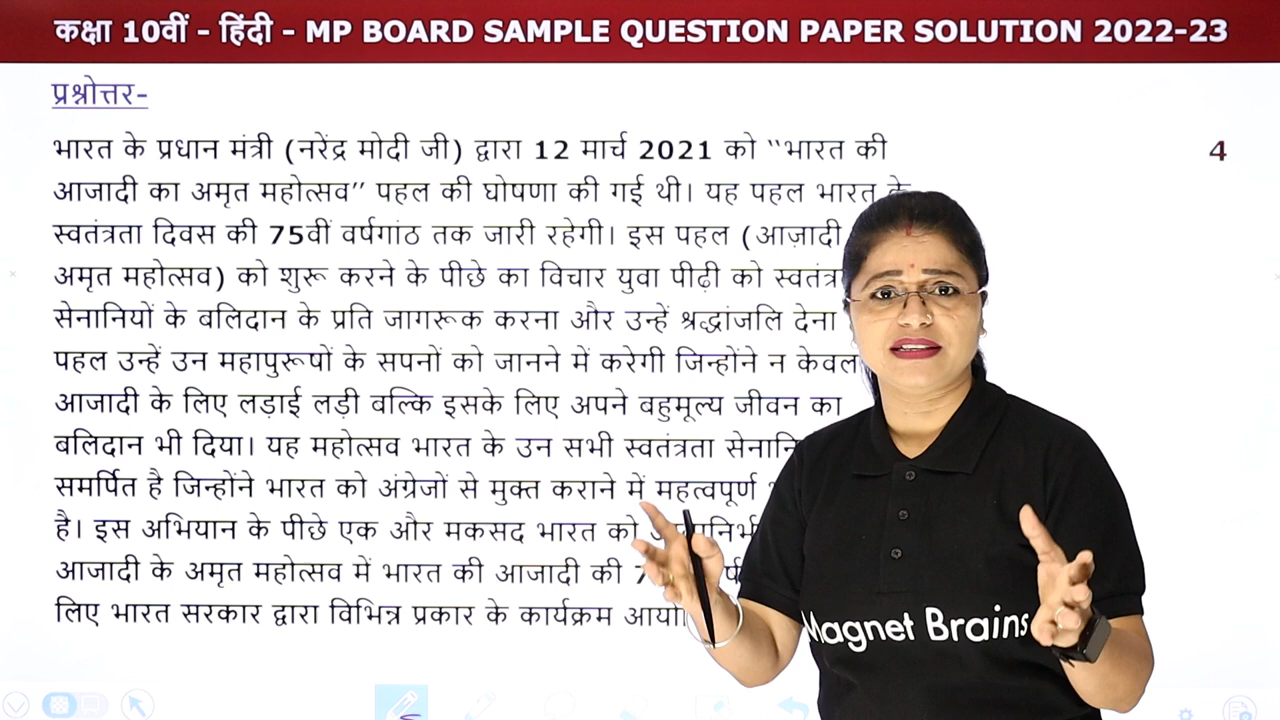 कक्षा 10वीं - हिंदी - MP BOARD SAMPLE QUESTION PAPER SOLUTION 2022-23
प्रश्नोत्तर-
भारत के प्रधान मंत्री (नरेंद्र मोदी जी) द्वारा 12 मार्च 2021 को ‘‘भारत की 4
आजादी का अमृत महोत्सव’’ पहल की घोषणा की गई थी। यह पहल भारत के
स्वतंत्रता दिवस की 75वीं वर्षगांठ तक जारी रहेगी। इस पहल (आज़ादी
अमृत महोत्सव) को शुरू करने के पीछे का विचार युवा पीढ़ी को
सेनानियों के बलिदान के प्रति जागरूक करना और उन्हें श्रद्धांजलि देना
पहल उन्हें उन महापुरूषों के सपनों को जानने में करेगी जिन्होंने न केवल
आजादी के लिए लड़ाई लड़ी बल्कि इसके लिए अपने वहुमूल्य जीवन का
बलिदान भी दिया। यह महोत्सव भारत के उन सभी स्वतंत्रता
समर्पित है जिन्होंने भारत को अंग्रेजों से मुक्त कराने में महत्वपूर्ण
है। इस अभियान के पीछे एक और मकसद भारत को
आजादी के अमृत महोत्सव में भारत की आजादी की
लिए भारत सरकार द्वारा विभिन्न प्रकार के कार्यक्रम
Magnet Brains